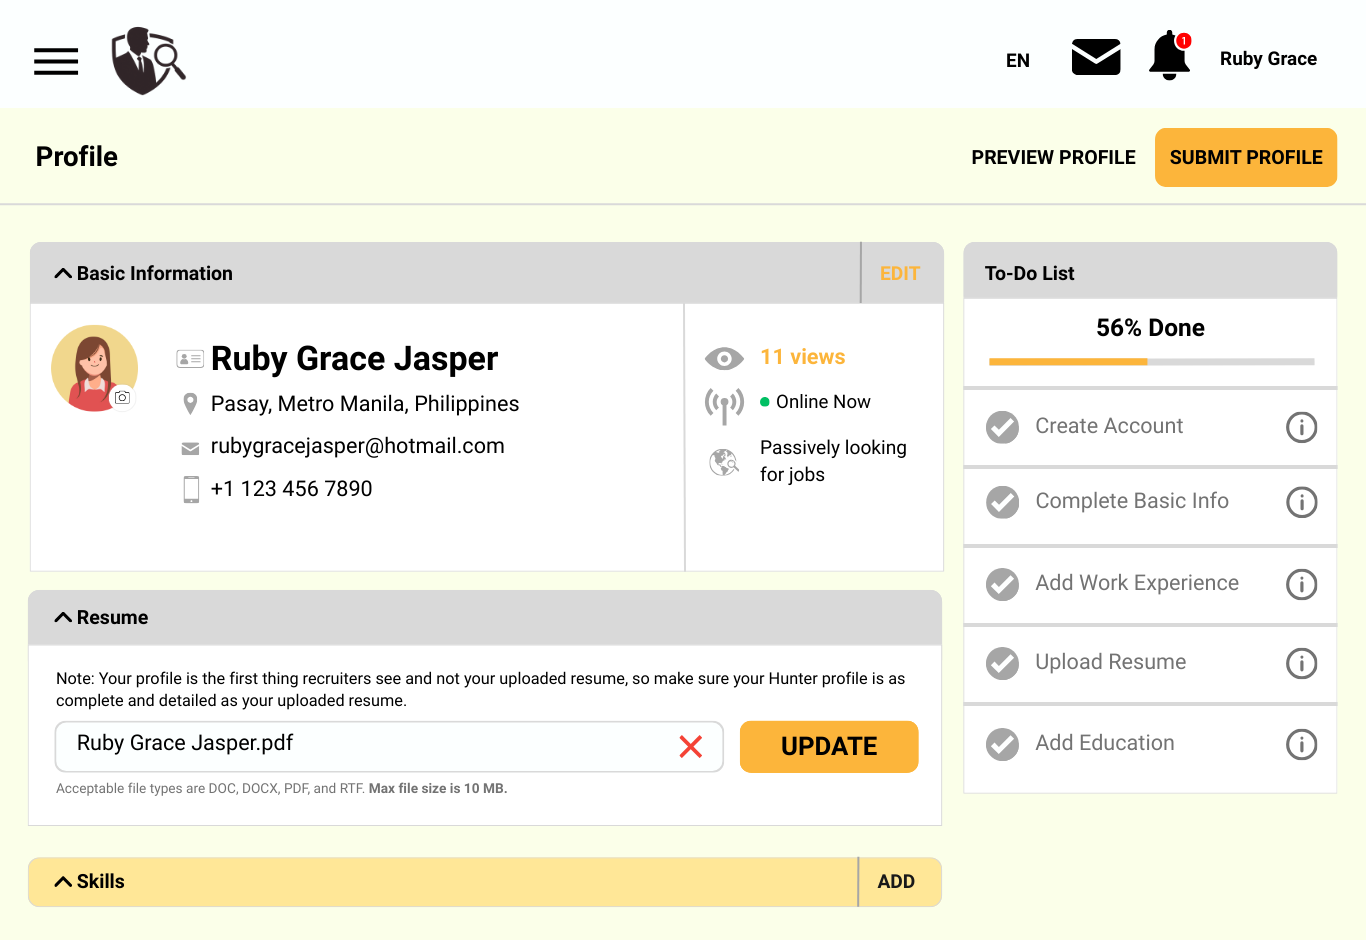 EN
1
Ruby Grace
Profile
PREVIEW PROFILE
SUBMIT PROFILE
Basic Information
EDIT
Ruby Grace Jasper
Pasay, Metro Manila, Philippines
rubygracejasper@hotmail.com
+1 123 456 7890
11 views
Online Now
Passively looking
for jobs
Resume
Note: Your profile is the first thing recruiters see and not your uploaded resume, so make sure your Hunter profile is as
complete and detailed as your uploaded resume.
Ruby Grace Jasper.pdf
UPDATE
Acceptable file types are DOC, DOCX, PDF, and RTF. Max file size is 10 MB.
Skills
ADD
To-Do List
56% Done
Create Account
Complete Basic Info
Add Work Experience
Upload Resume
Add Education